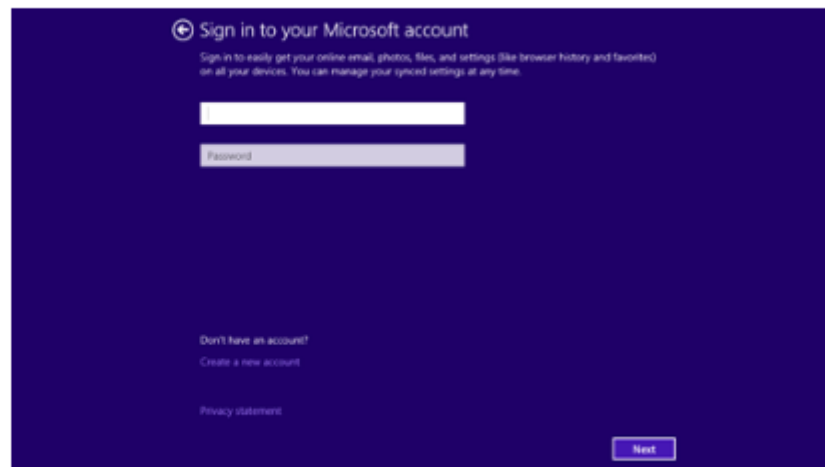 Sign in to your Microsoft account
Sign in to easily get your online email, photos, files, and settings (like browser history and favorites)
on all your devices. You can manage your synced settings at any time.
Password
Don't have an account?
Create a new account
Privacy statement
Next